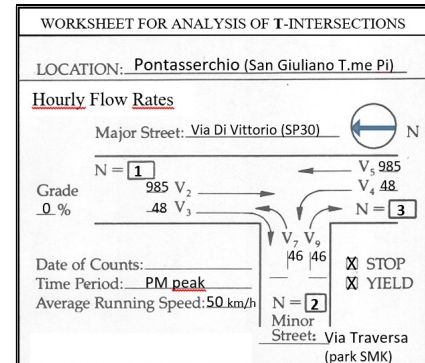 WORKSHEET FOR ANALYSIS OF T-INTERSECTIONS
LOCATION: Pontasserchio (San Giuliano T.me Pi)
Hourly Flow Rates
Major Street: Via Di Vittorio (SP30)
N
N = 1
V5 985
Grade
985 V2
V4 48
0 %
48 V3
N = 3
V7 V9
46 46
Date of Counts:
X STOP
Time Period: PM peak
X YIELD
Average Running Speed: 50 km/h
N = 2
Minor
Street: Via Traversa
(park SMK)